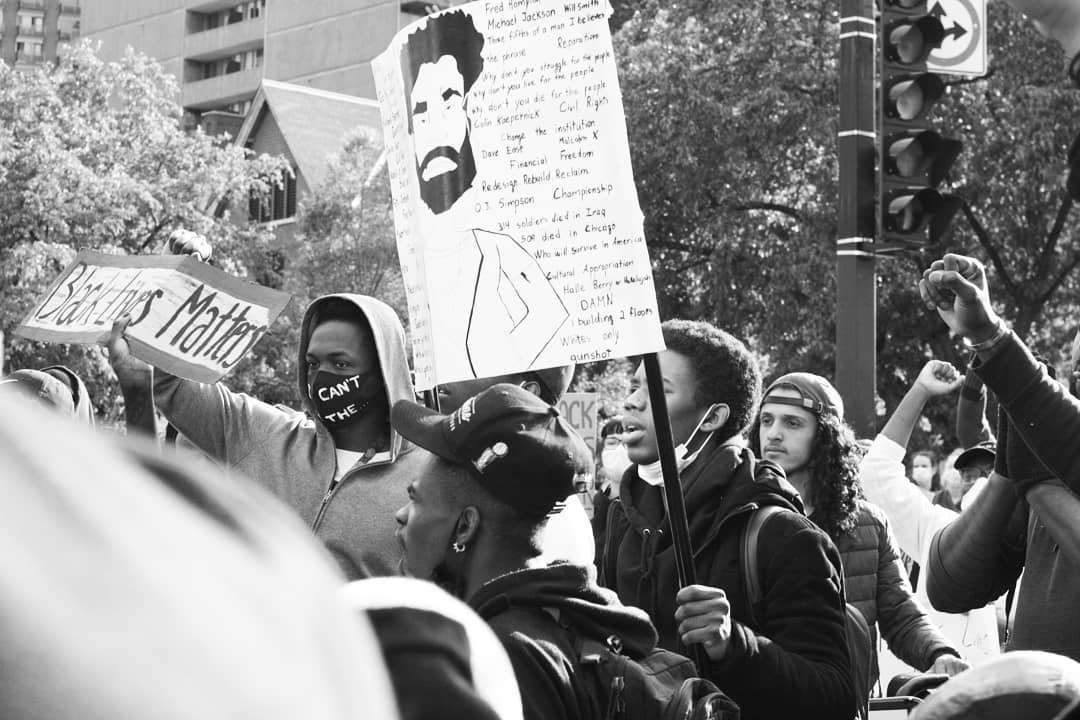 Fred Hampton
Michael Jackson Will Smith
Three fifths of a man I believe
the phrase Reparations
Why don't you struggle for the people
why don't you live for the people
why don't you die for the people
Colin Kaepernick Civil Rights
Change the institution
Dave East Malcolm X
Financial Freedom
Redesign. Rebuild. Reclaim
O.J. Simpson Championship
314 soldiers died in Iraq
509 died in Chicago
Who will survive in America
Cultural Appropriation
Halle Berry or Hallelujah
DAMN
1 building 2 floors
Whites only
gunshot
Black Lives Matters
CAN'T
THE
OCK